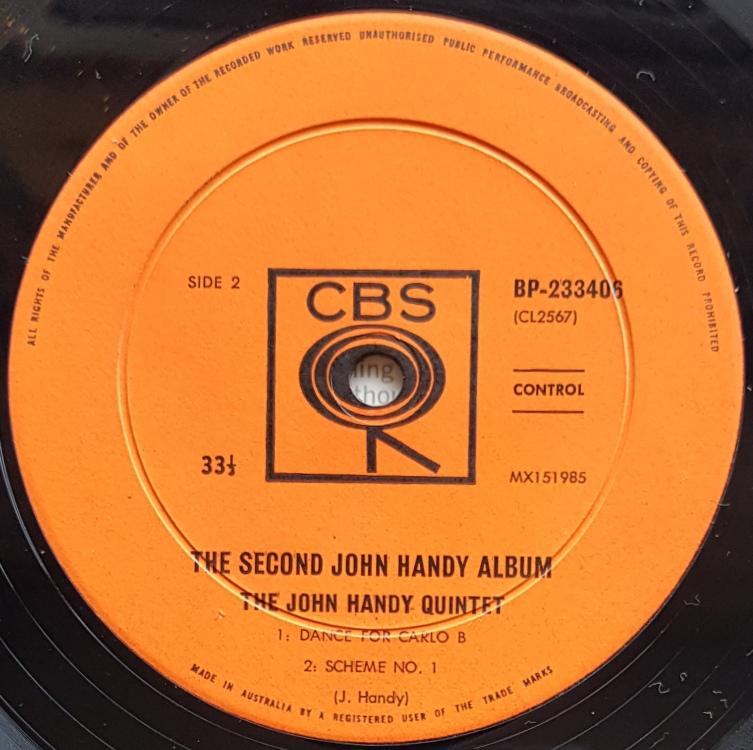 ALL RIGHTS OF THE MANUFACTURER AND OF THE OWNER OF THE RECORDED WORK RESERVED UNAUTHORISED PUBLIC PERFORMANCE BROADCASTING AND COPYING OF THIS RECORD PROHIBITED
SIDE 2
CBS
BP-233406
(CL2567)
CONTROL
33⅓
MX151985
THE SECOND JOHN HANDY ALBUM
THE JOHN HANDY QUINTET
1: DANCE FOR CARLO B
2: SCHEME NO. 1
(J. Handy)
MADE IN AUSTRALIA BY A REGISTERED USER OF THE TRADE MARKS